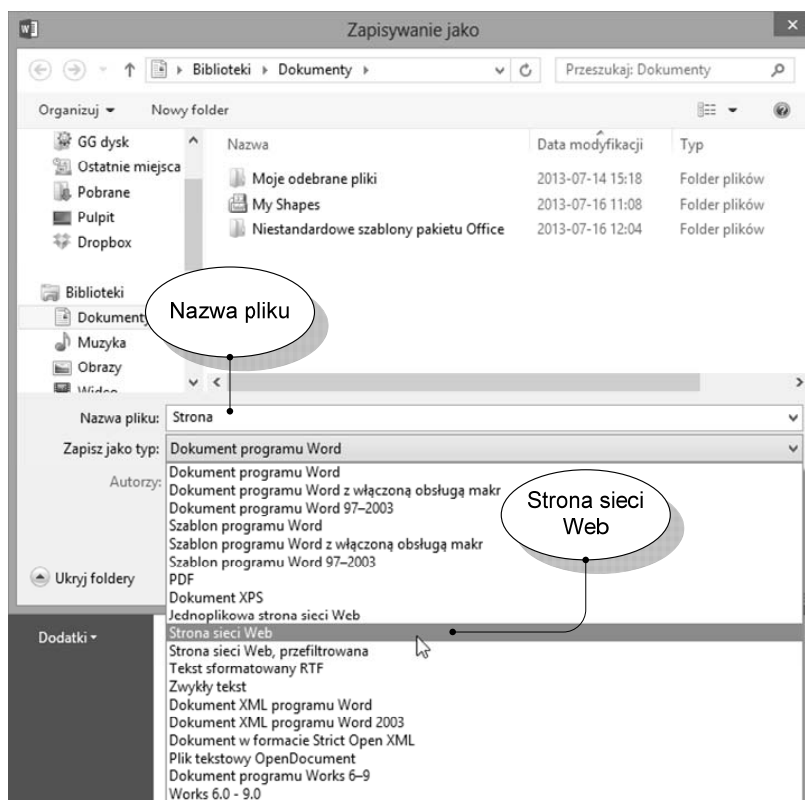 Zapisywanie jako
Biblioteki Dokumenty
Przeszukaj: Dokumenty
Organizuj
Nowy folder
GG dysk
Ostatnie miejsca
Pobrane
Pulpit
Dropbox
Biblioteki
Dokumenty
Muzyka
Obrazy
Wideo
Nazwa Data modyfikacji Typ
Moje odebrane pliki 2013-07-14 15:18 Folder plików
My Shapes 2013-07-16 11:08 Folder plików
Niestandardowe szablony pakietu Office 2013-07-16 12:04 Folder plików
Nazwa pliku
Nazwa pliku: Strona
Zapisz jako typ: Dokument programu Word
Autorzy:
Dokument programu Word
Dokument programu Word z włączoną obsługą makr
Dokument programu Word 97–2003
Szablon programu Word
Szablon programu Word z włączoną obsługą makr
Szablon programu Word 97–2003
PDF
Dokument XPS
Jednoplikowa strona sieci Web
Strona sieci Web
Strona sieci Web, przefiltrowana
Tekst sformatowany RTF
Zwykły tekst
Dokument XML programu Word
Dokument XML programu Word 2003
Dokument w formacie Strict Open XML
Plik tekstowy OpenDocument
Dokument programu Works 6–9
Works 6.0 - 9.0
Strona sieci
Web
Ukryj foldery
Dodatki